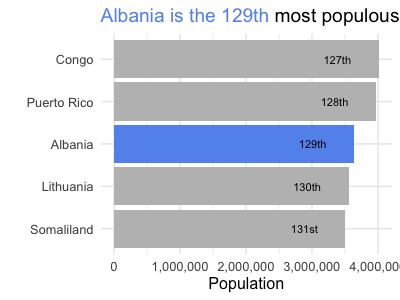 Albania is the 129th most populous
Congo 127th
Puerto Rico 128th
Albania 129th
Lithuania 130th
Somaliland 131st
0 1,000,000 2,000,000 3,000,000 4,000,00
Population